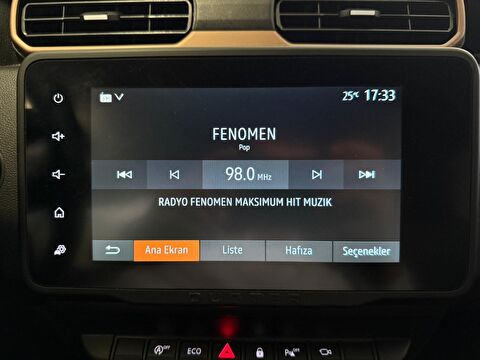 25°C 17:33
FENOMEN
Pop
98.0 MHz
RADYO FENOMEN MAKSIMUM HIT MUZIK
Ana Ekran Liste Hafıza Seçenekler
DUSTER
ECO